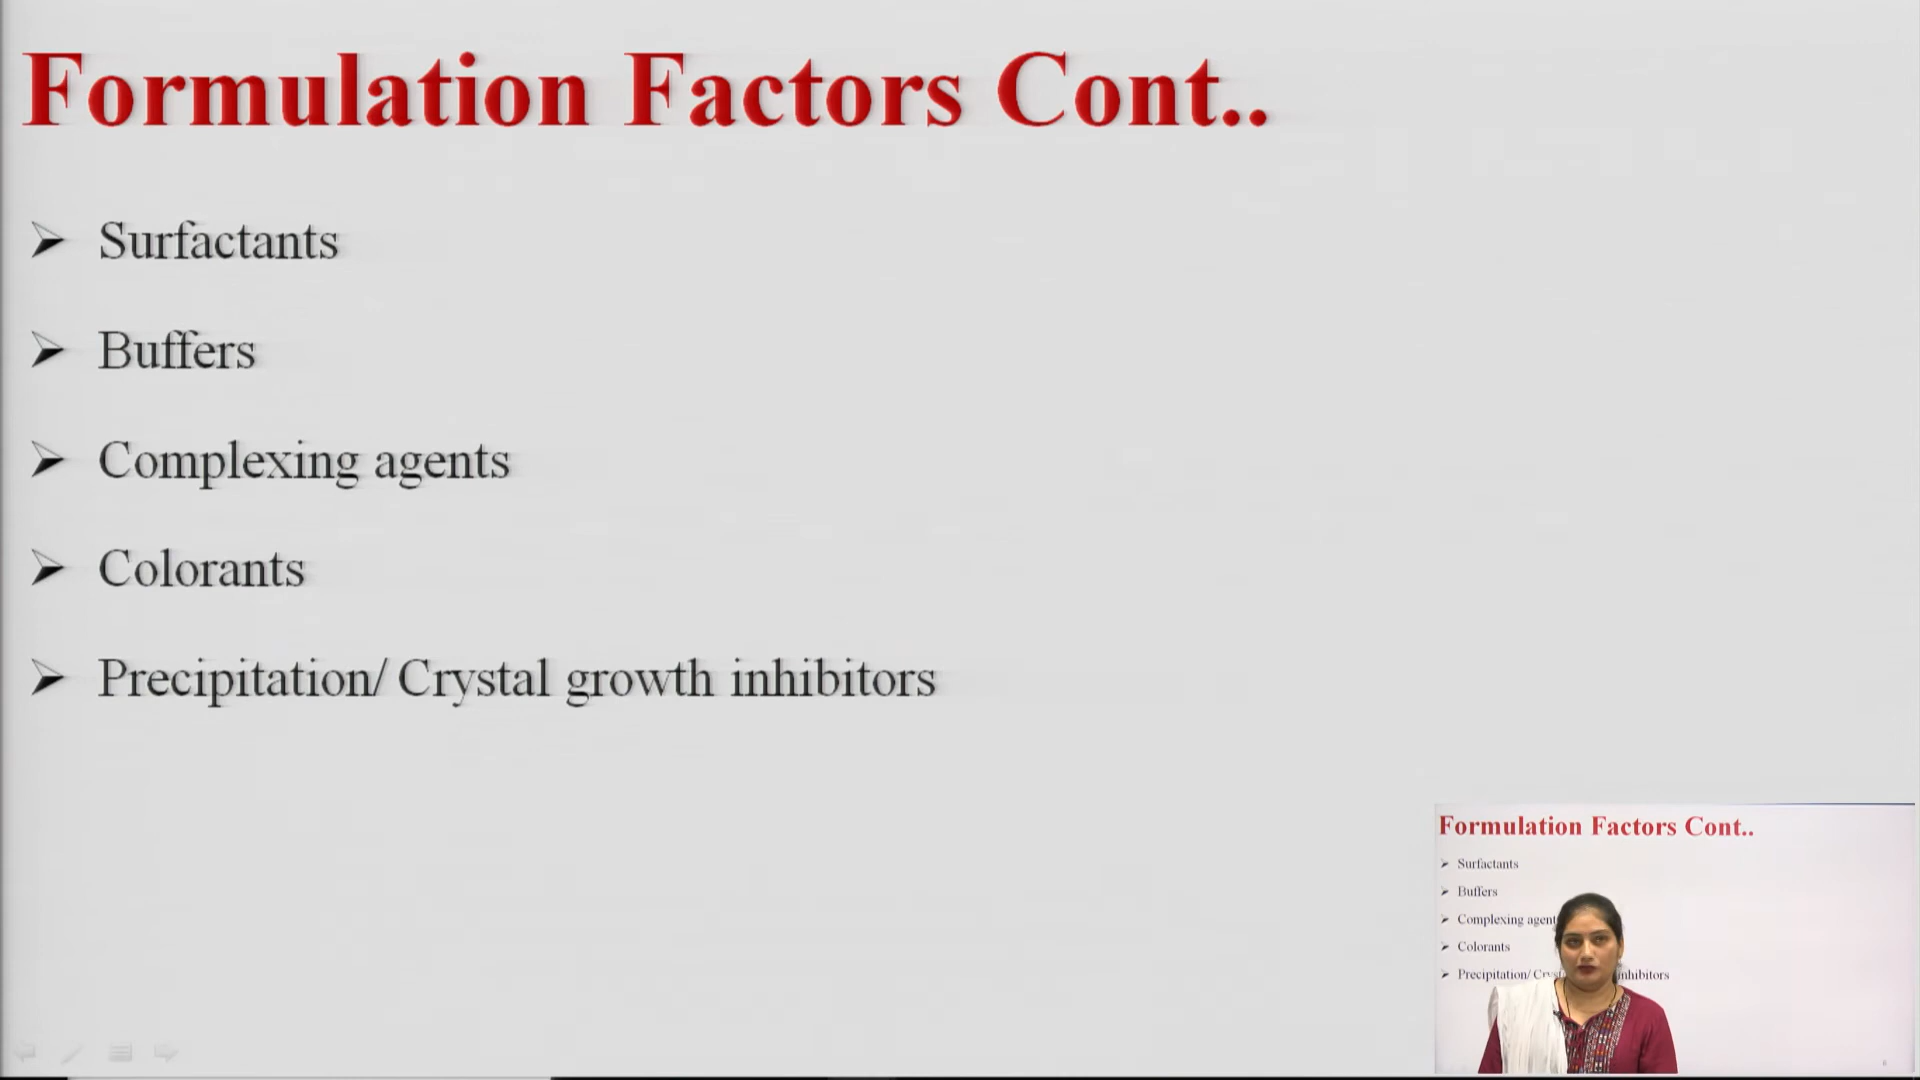 Formulation Factors Cont..
Surfactants
Buffers
Complexing agents
Colorants
Precipitation/ Crystal growth inhibitors
Formulation Factors Cont..
Surfactants
Buffers
Complexing agent
Colorants
Precipitation/ Cryst inhibitors